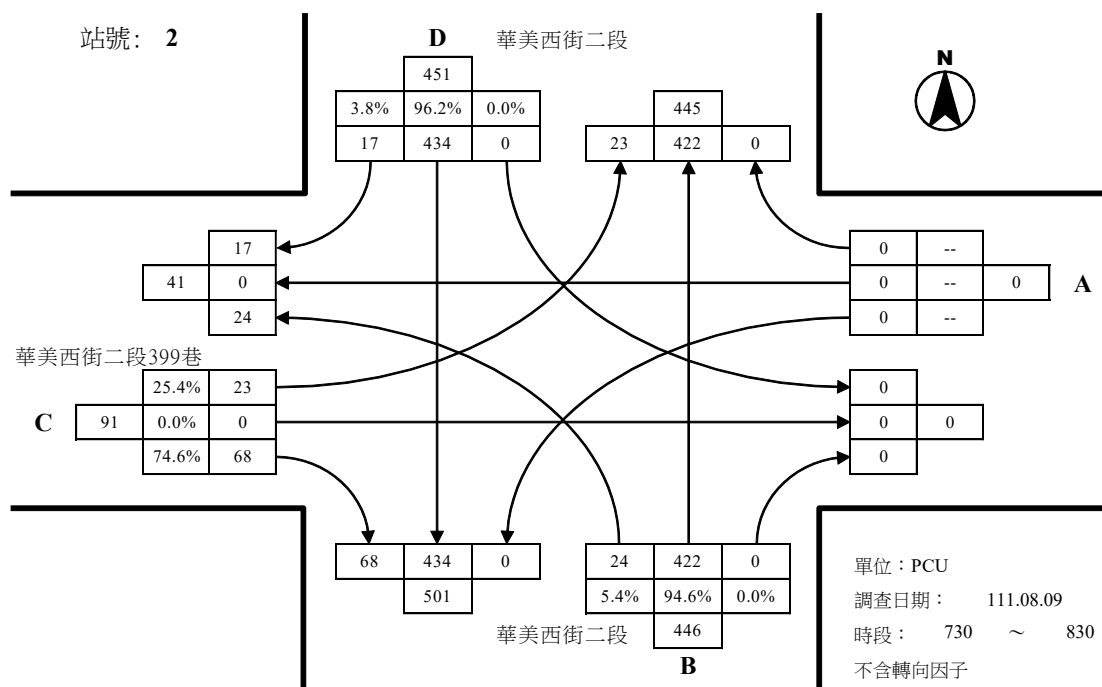 站號： 2
D
華美西街二段
N
451
3.8% 96.2% 0.0%
17 434 0
445
23 422 0
17
41 0
24
0 --
0 -- 0
0 --
A
華美西街二段399巷
25.4% 23
C 91 0.0% 0
74.6% 68
0
0 0
0
68 434 0
501
24 422 0
5.4% 94.6% 0.0%
446
華美西街二段
B
單位：PCU
調查日期： 111.08.09
時段： 730 ～ 830
不含轉向因子